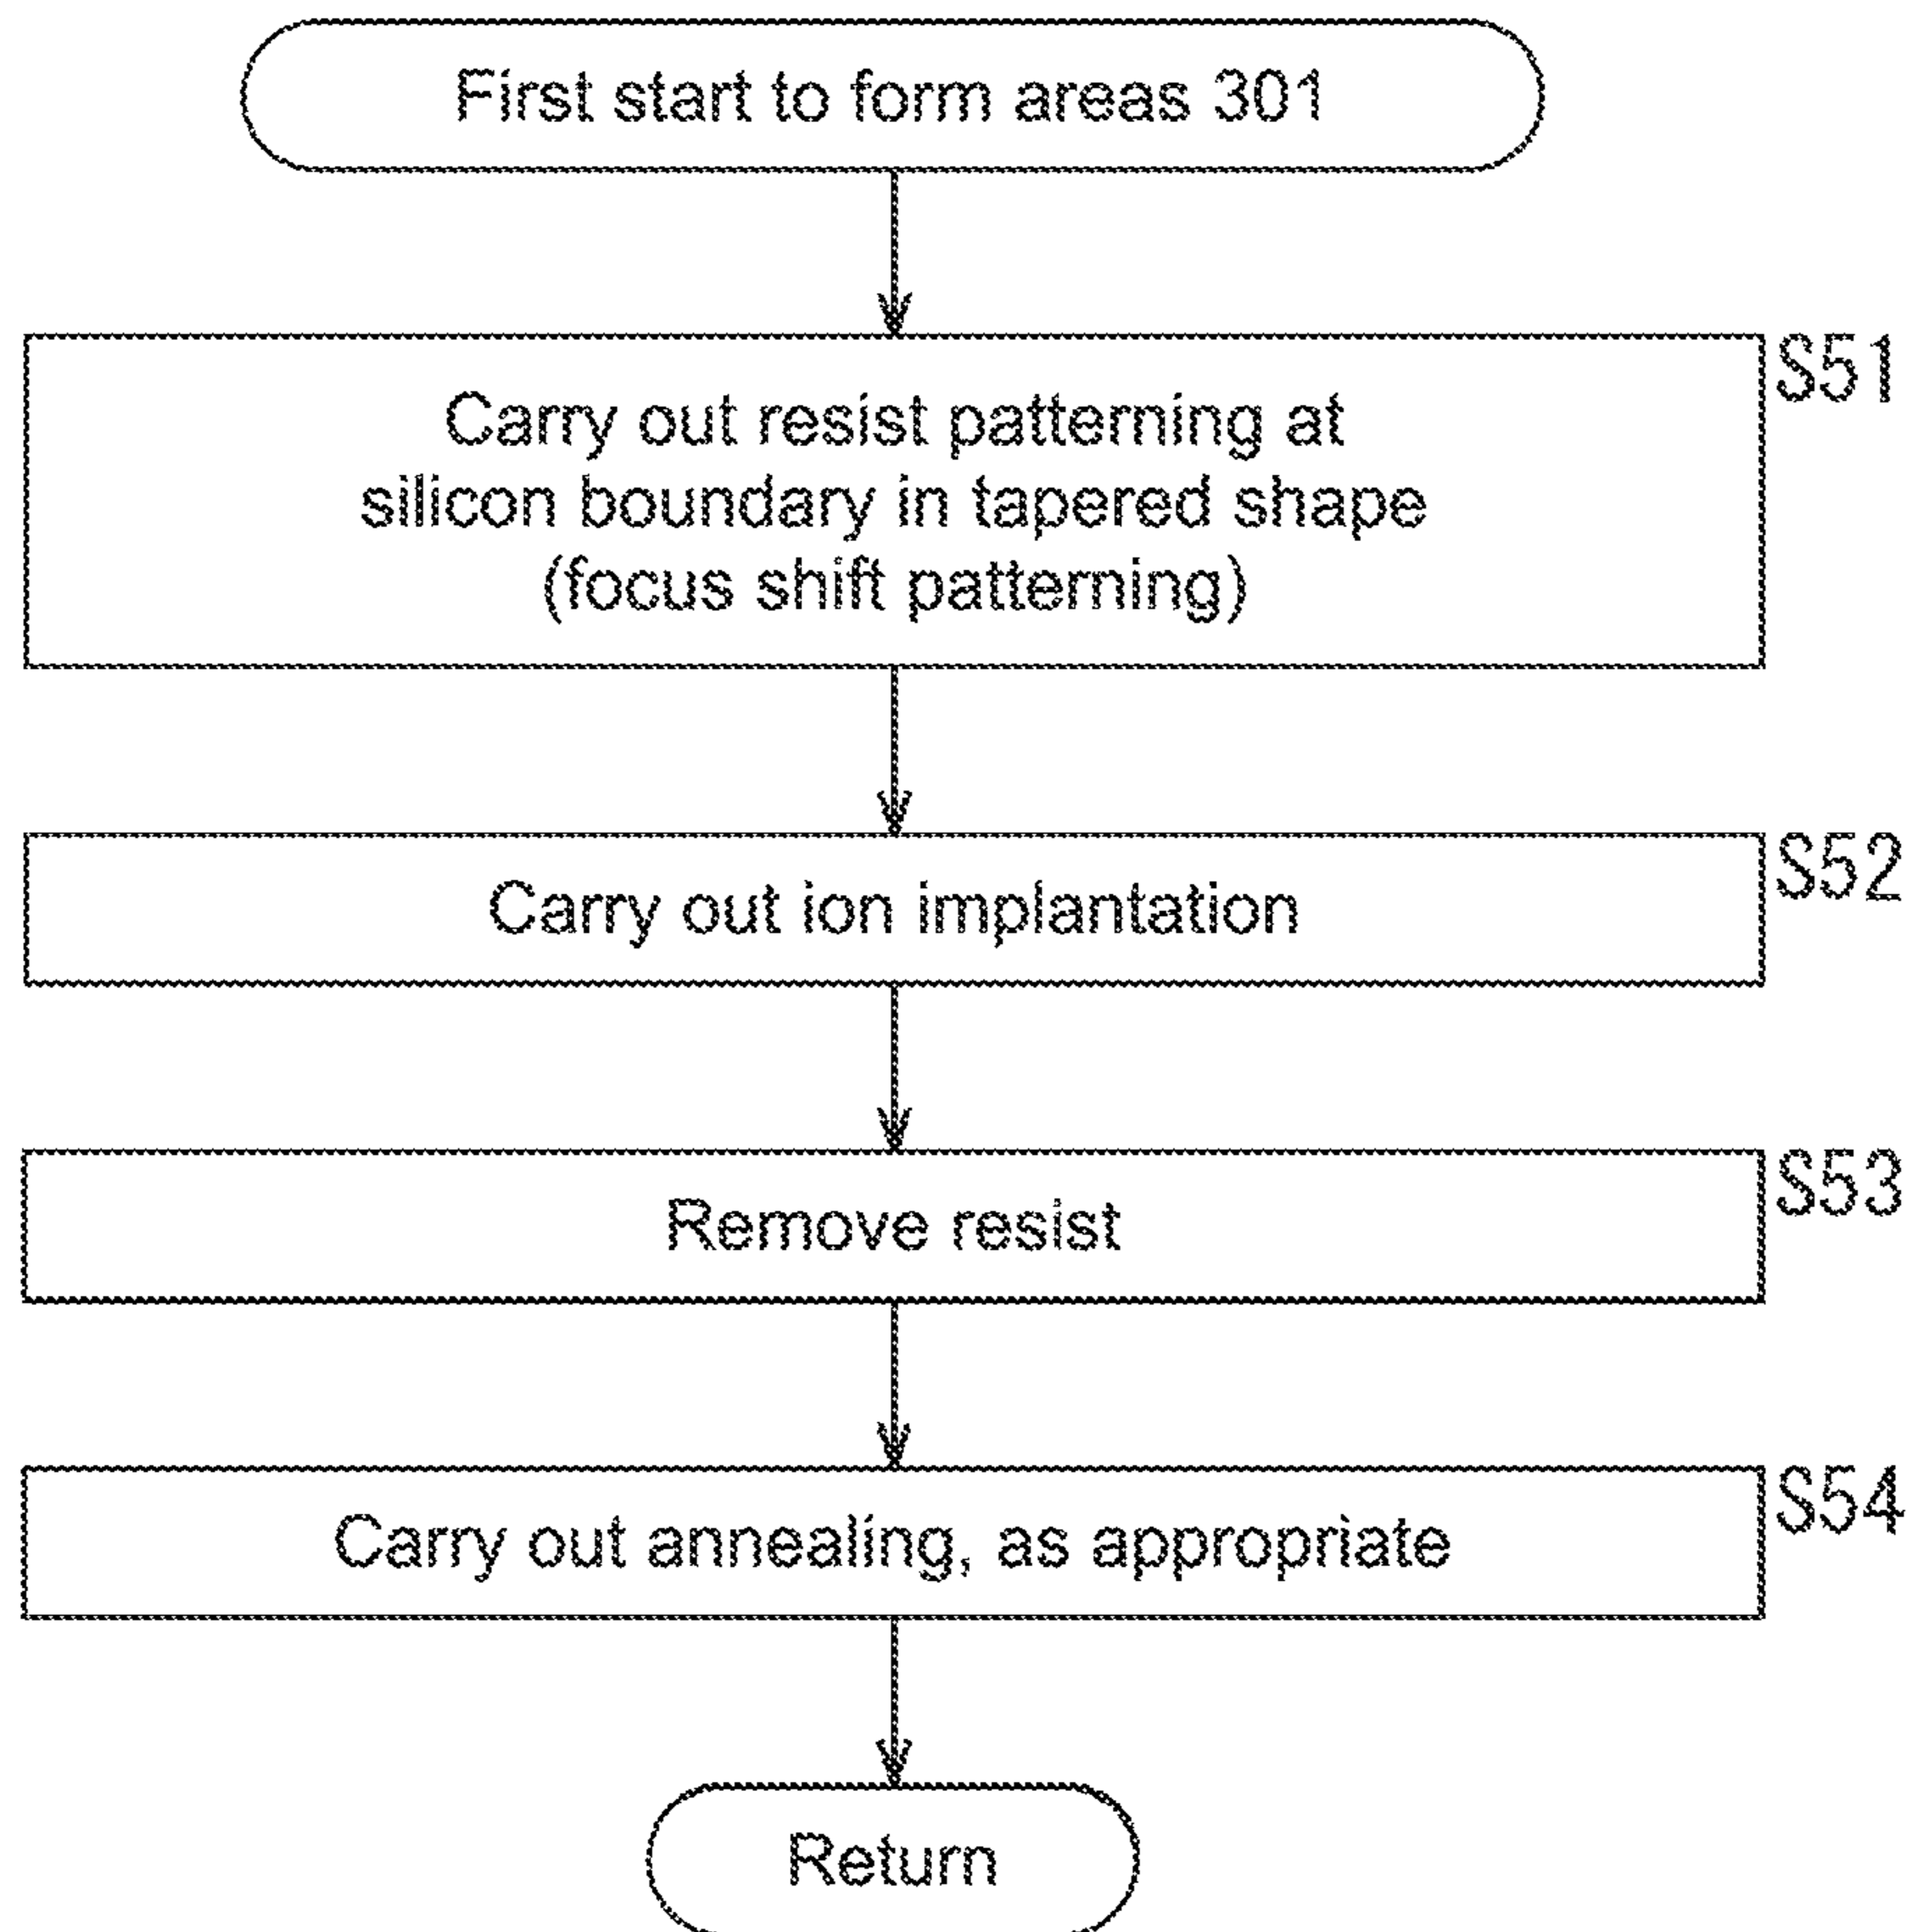 First start to form areas 301
S51
Carry out resist patterning at
silicon boundary in tapered shape
(focus shift patterning)
S52
Carry out ion implantation
S53
Remove resist
S54
Carry out annealing, as appropriate
Return